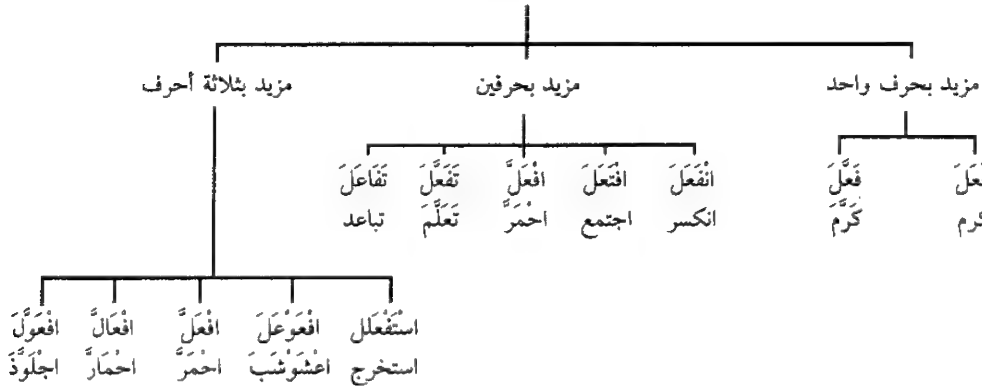 مزيد بحرف واحد مزيد بحرفين مزيد بثلاثة أحرف
فَعَّلَ انْفَعَلَ افْتَعَلَ افْعَلَّ تَفَعَّلَ تَفَاعَلَ
كَرَّمَ انكسر اجتمع احْمَرَّ تَعَلَّمَ تباعد
اسْتَفْعَلل افْعَوْعَلَ افْعَلَّ افْعَالَّ افْعَوَّلَ
استخرج اعْشَوْشَبَ احْمَرَّ احْمَارَّ اجْلَوَّذَ